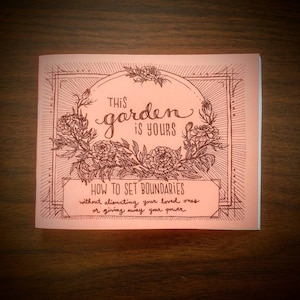 THIS
garden
IS YOURS
HOW TO SET BOUNDARIES
without alienating your loved ones
or giving away your power